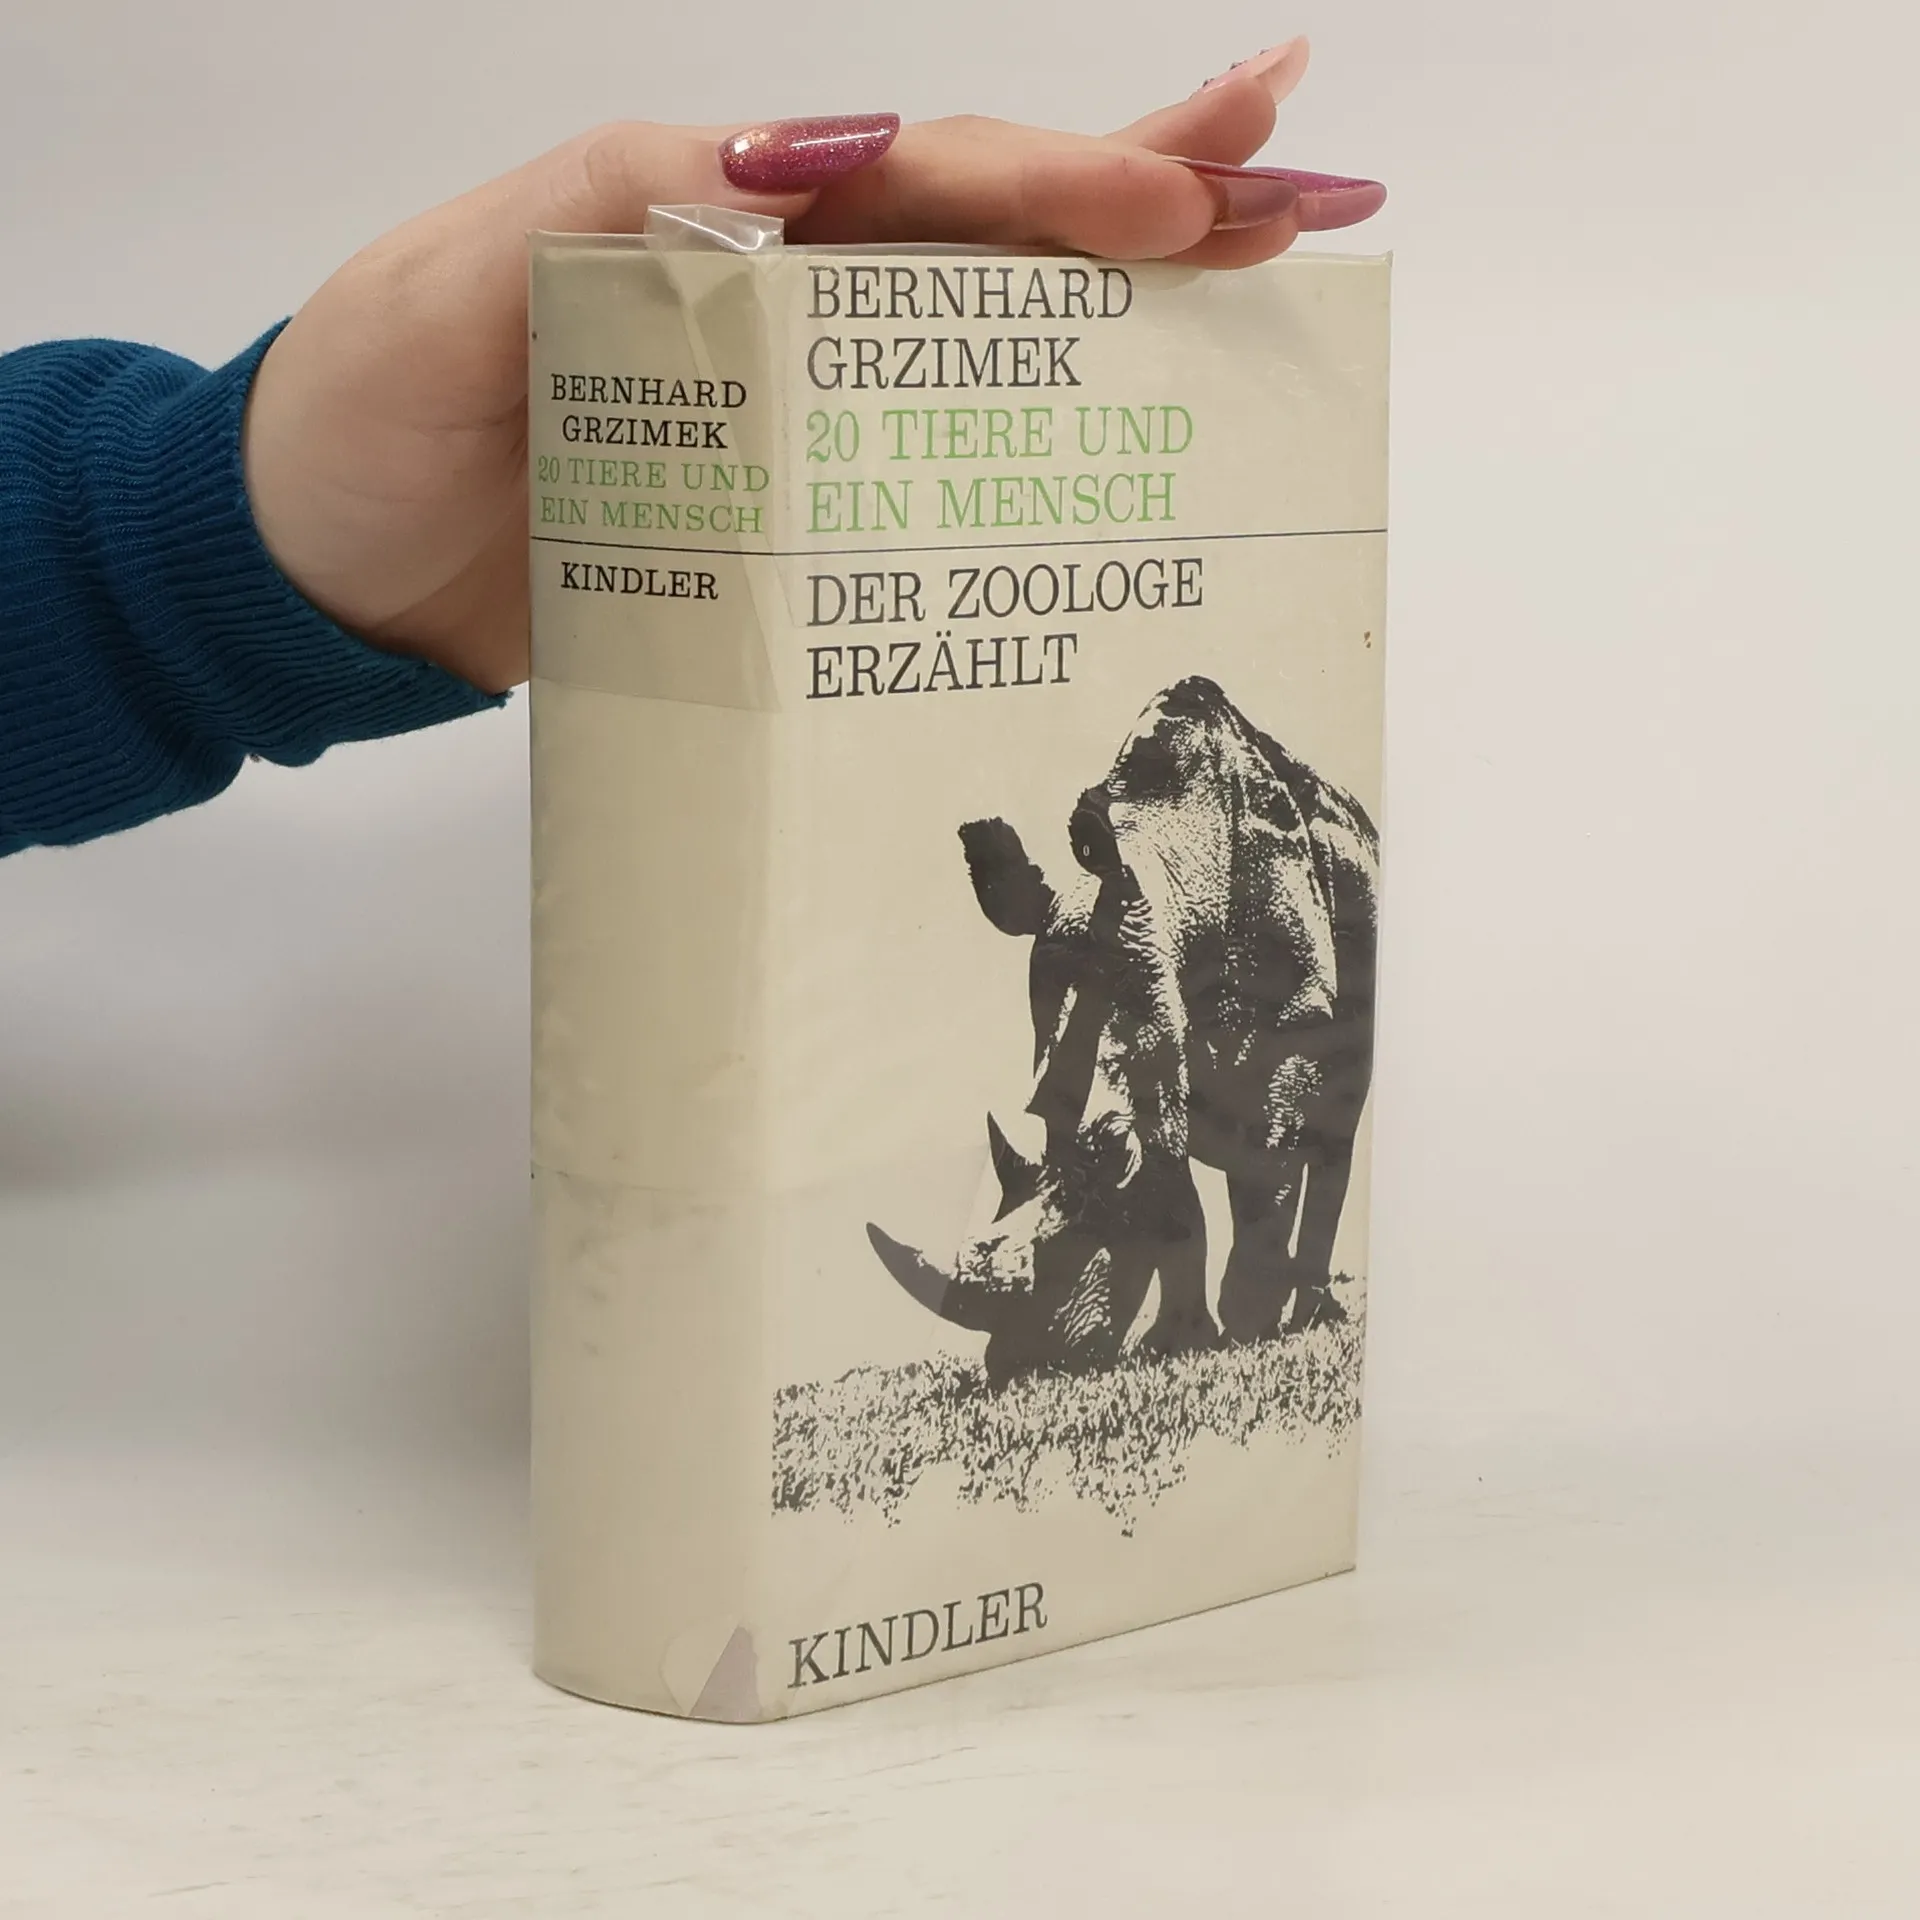 BERNHARD
GRZIMEK
20 TIERE UND
EIN MENSCH
KINDLER
BERNHARD
GRZIMEK
20 TIERE UND
EIN MENSCH
DER ZOOLOGE
ERZÄHLT
KINDLER